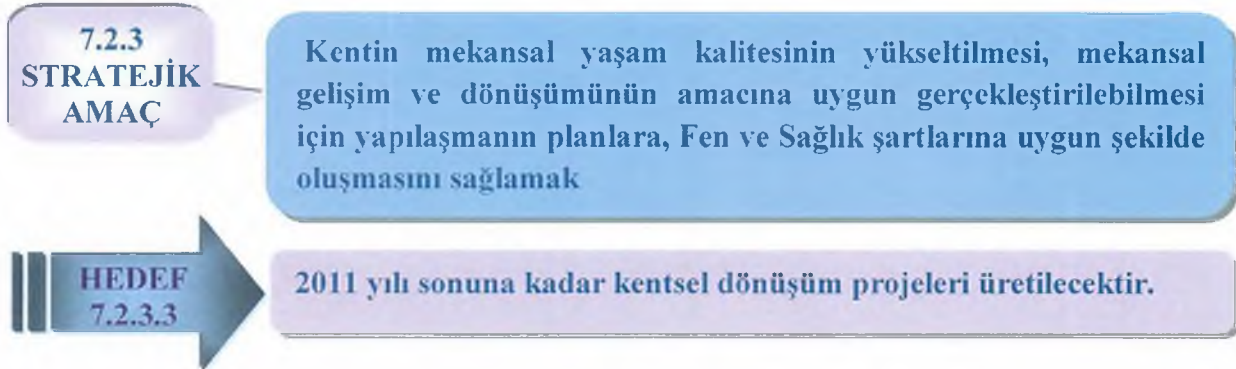 7.2.3
STRATEJİK
AMAÇ
Kentin mekansal yaşam kalitesinin yükseltilmesi, mekansal
gelişim ve dönüşümünün amacına uygun gerçekleştirilebilmesi
için yapılaşmanın planlara, Fen ve Sağlık şartlarına uygun şekilde
oluşmasını sağlamak
HEDEF
7.2.3.3
2011 yılı sonuna kadar kentsel dönüşüm projeleri üretilecektir.